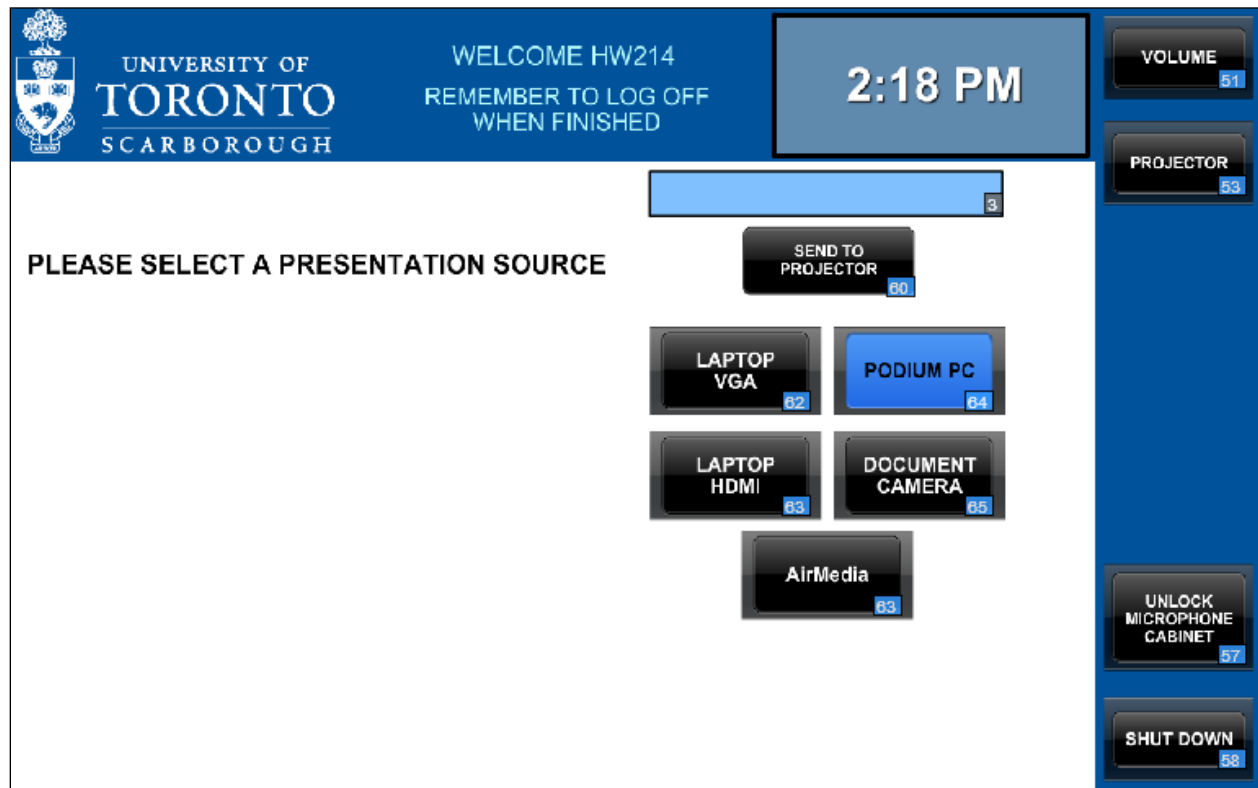 UNIVERSITY OF
TORONTO
SCARBOROUGH
WELCOME HW214
REMEMBER TO LOG OFF
WHEN FINISHED
2:18 PM
VOLUME
51
PROJECTOR
53
3
PLEASE SELECT A PRESENTATION SOURCE
SEND TO
PROJECTOR
60
LAPTOP
VGA
62
PODIUM PC
64
LAPTOP
HDMI
63
DOCUMENT
CAMERA
65
AirMedia
63
UNLOCK
MICROPHONE
CABINET
57
SHUT DOWN
58